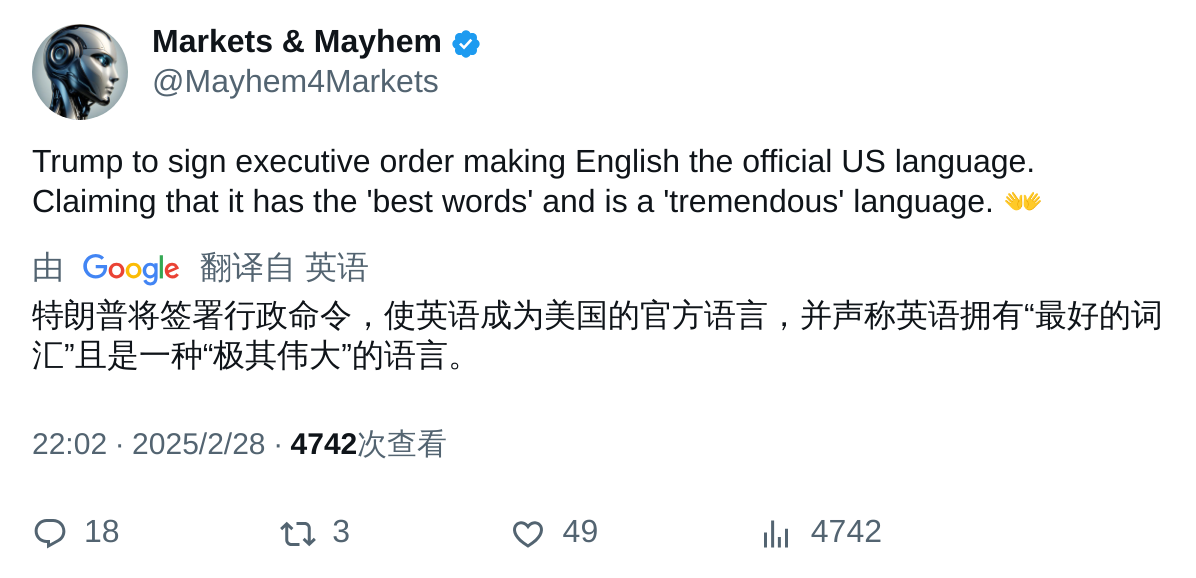 Markets & Mayhem
@Mayhem4Markets
Trump to sign executive order making English the official US language.
Claiming that it has the 'best words' and is a 'tremendous' language. 👐
由 Google 翻译自 英语
特朗普将签署行政命令，使英语成为美国的官方语言，并声称英语拥有“最好的词
汇”且是一种“极其伟大”的语言。
22:02 · 2025/2/28 · 4742次查看
18 3 49 4742